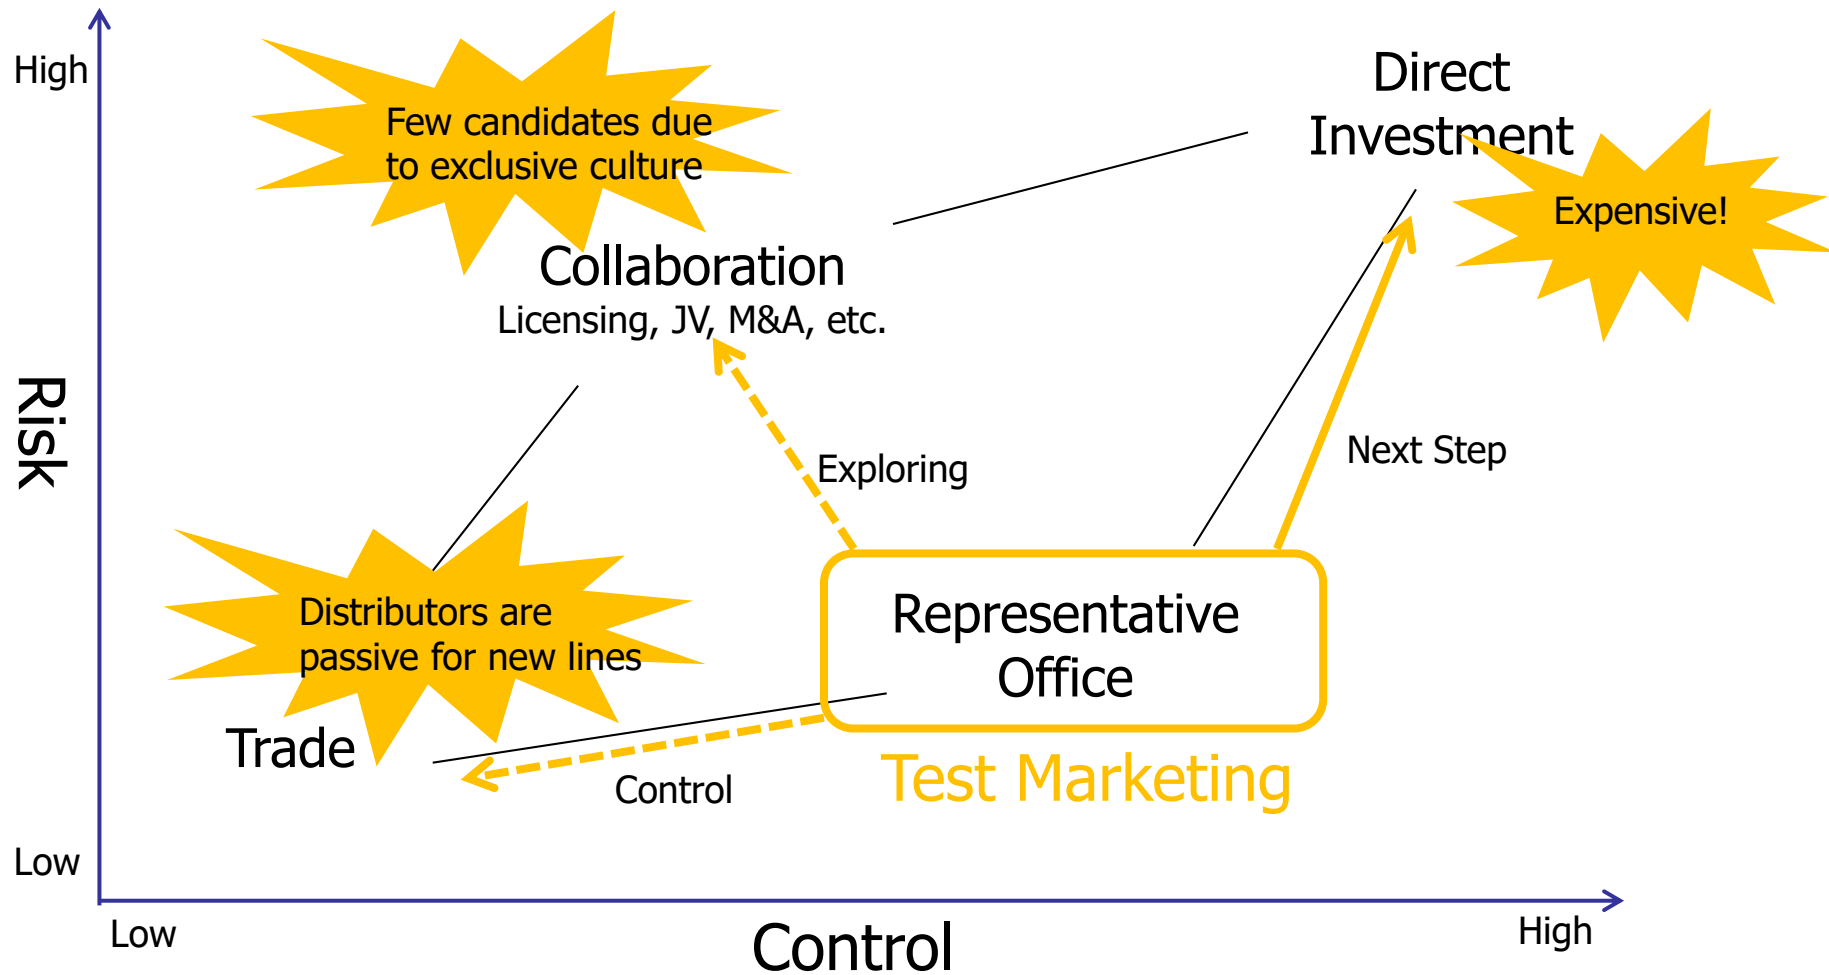 High
Few candidates due
to exclusive culture
Direct
Investment
Expensive!
Collaboration
Licensing, JV, M&A, etc.
Risk
Exploring
Next Step
Distributors are
passive for new lines
Representative
Office
Trade
Control
Test Marketing
Low
Low
Control
High